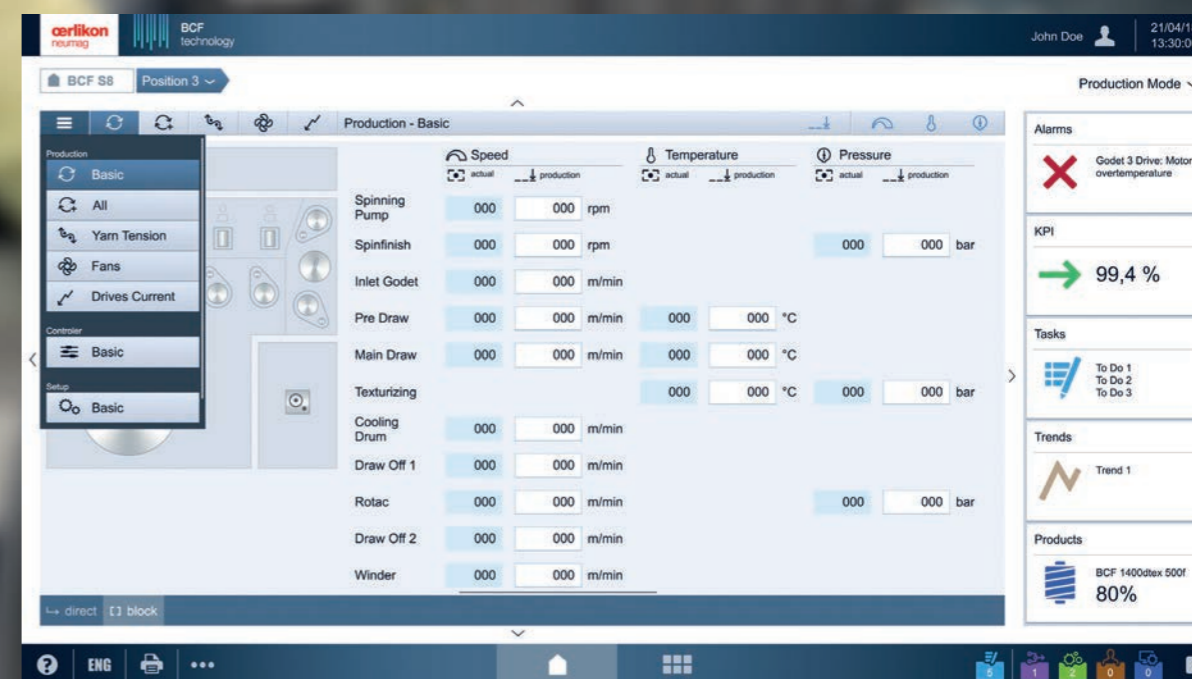 œrlikon
neumag
BCF
technology
John Doe
21/04/1
13:30:0
BCF S8
Position 3
Production Mode
Production - Basic
Production
Basic
All
Yarn Tension
Fans
Drives Current
Controler
Basic
Setup
Basic
Speed Temperature Pressure
actual production actual production actual production
Spinning
Pump 000 000 rpm
Spinfinish 000 000 rpm 000 000 bar
Inlet Godet 000 000 m/min
Pre Draw 000 000 m/min 000 000 °C
Main Draw 000 000 m/min 000 000 °C
Texturizing 000 000 °C 000 000 bar
Cooling
Drum 000 000 m/min
Draw Off 1 000 000 m/min
Rotac 000 000 m/min 000 000 bar
Draw Off 2 000 000 m/min
Winder 000 000 m/min
direct block
Alarms
Godet 3 Drive: Motor
overtemperature
KPI
99,4 %
Tasks
To Do 1
To Do 2
To Do 3
Trends
Trend 1
Products
BCF 1400dtex 500f
80%
? ENG
5 1 2 0 0